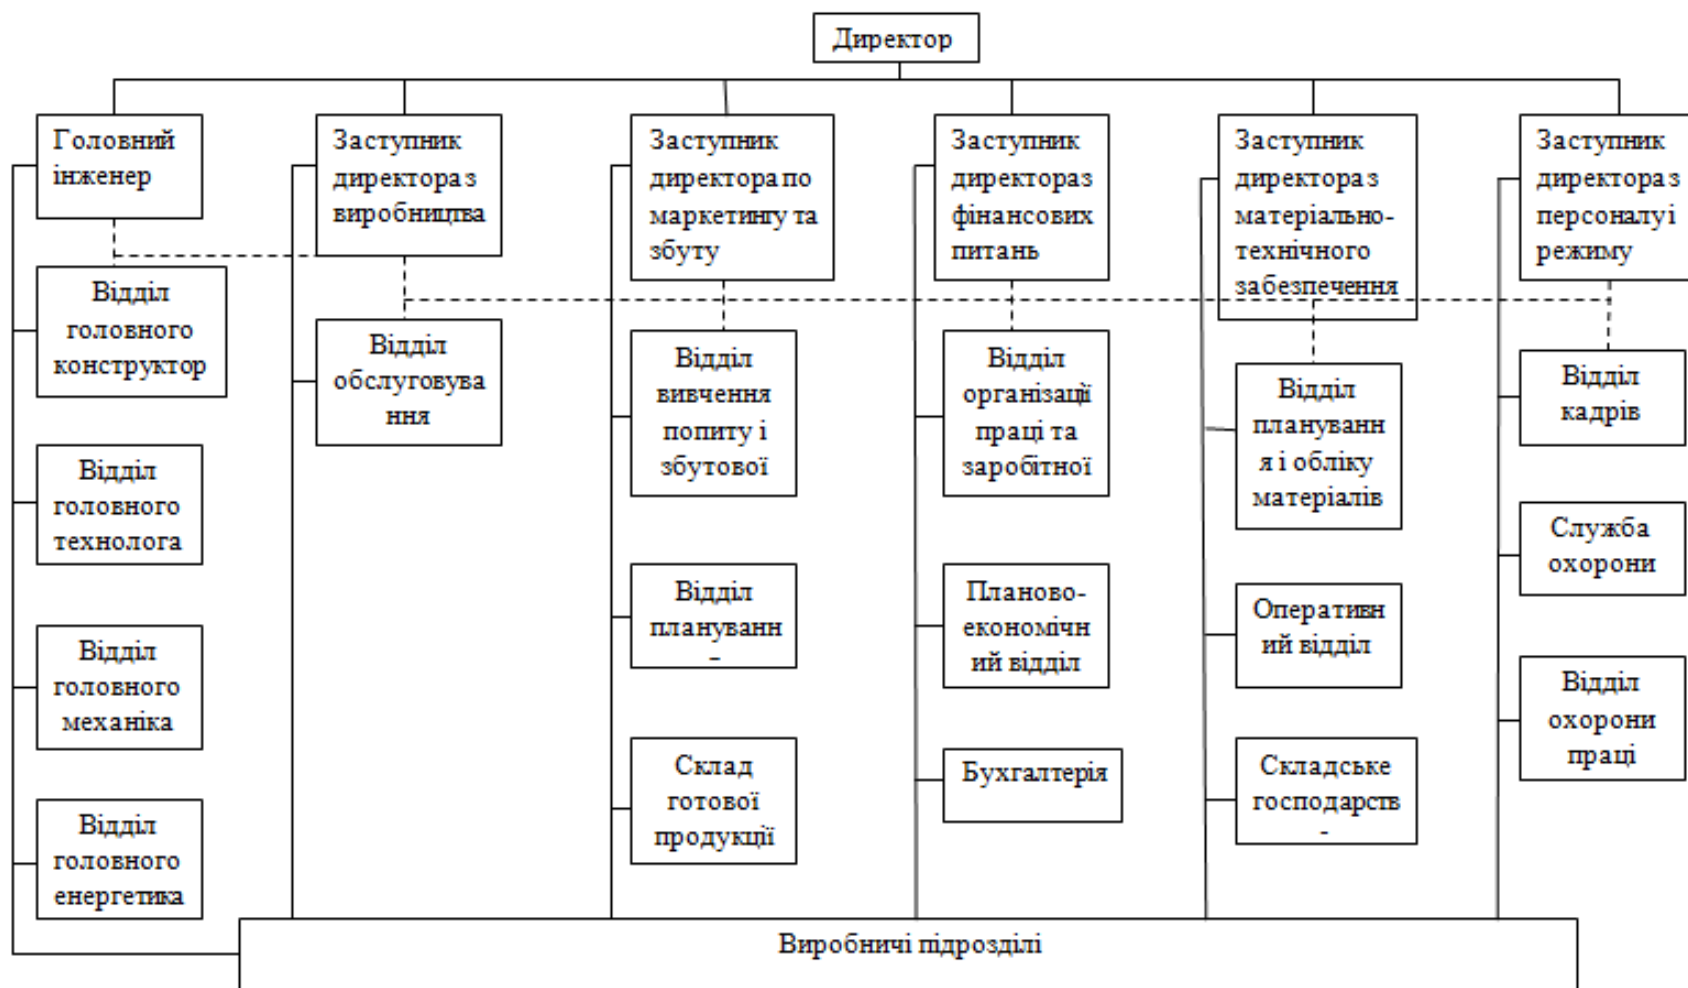 Директор
Головний
інженер
Заступник
директора з
виробництва
Заступник
директора по
маркетингу та
збуту
Заступник
директора з
фінансових
питань
Заступник
директора з
матеріально-
технічного
забезпечення
Заступник
директора з
персоналу і
режиму
Відділ
головного
конструктор
Відділ
обслуговува
ння
Відділ
вивчення
попиту і
збутової
Відділ
організації
праці та
заробітної
Відділ
плануванн
я і обліку
матеріалів
Відділ
кадрів
Відділ
головного
технолога
Відділ
плануванн
Планово-
економічн
ий відділ
Оперативн
ий відділ
Служба
охорони
Відділ
головного
механіка
Склад
готової
продукції
Бухгалтерія
Складське
господарств
Відділ
охорони
праці
Відділ
головного
енергетика
Виробничі підрозділі